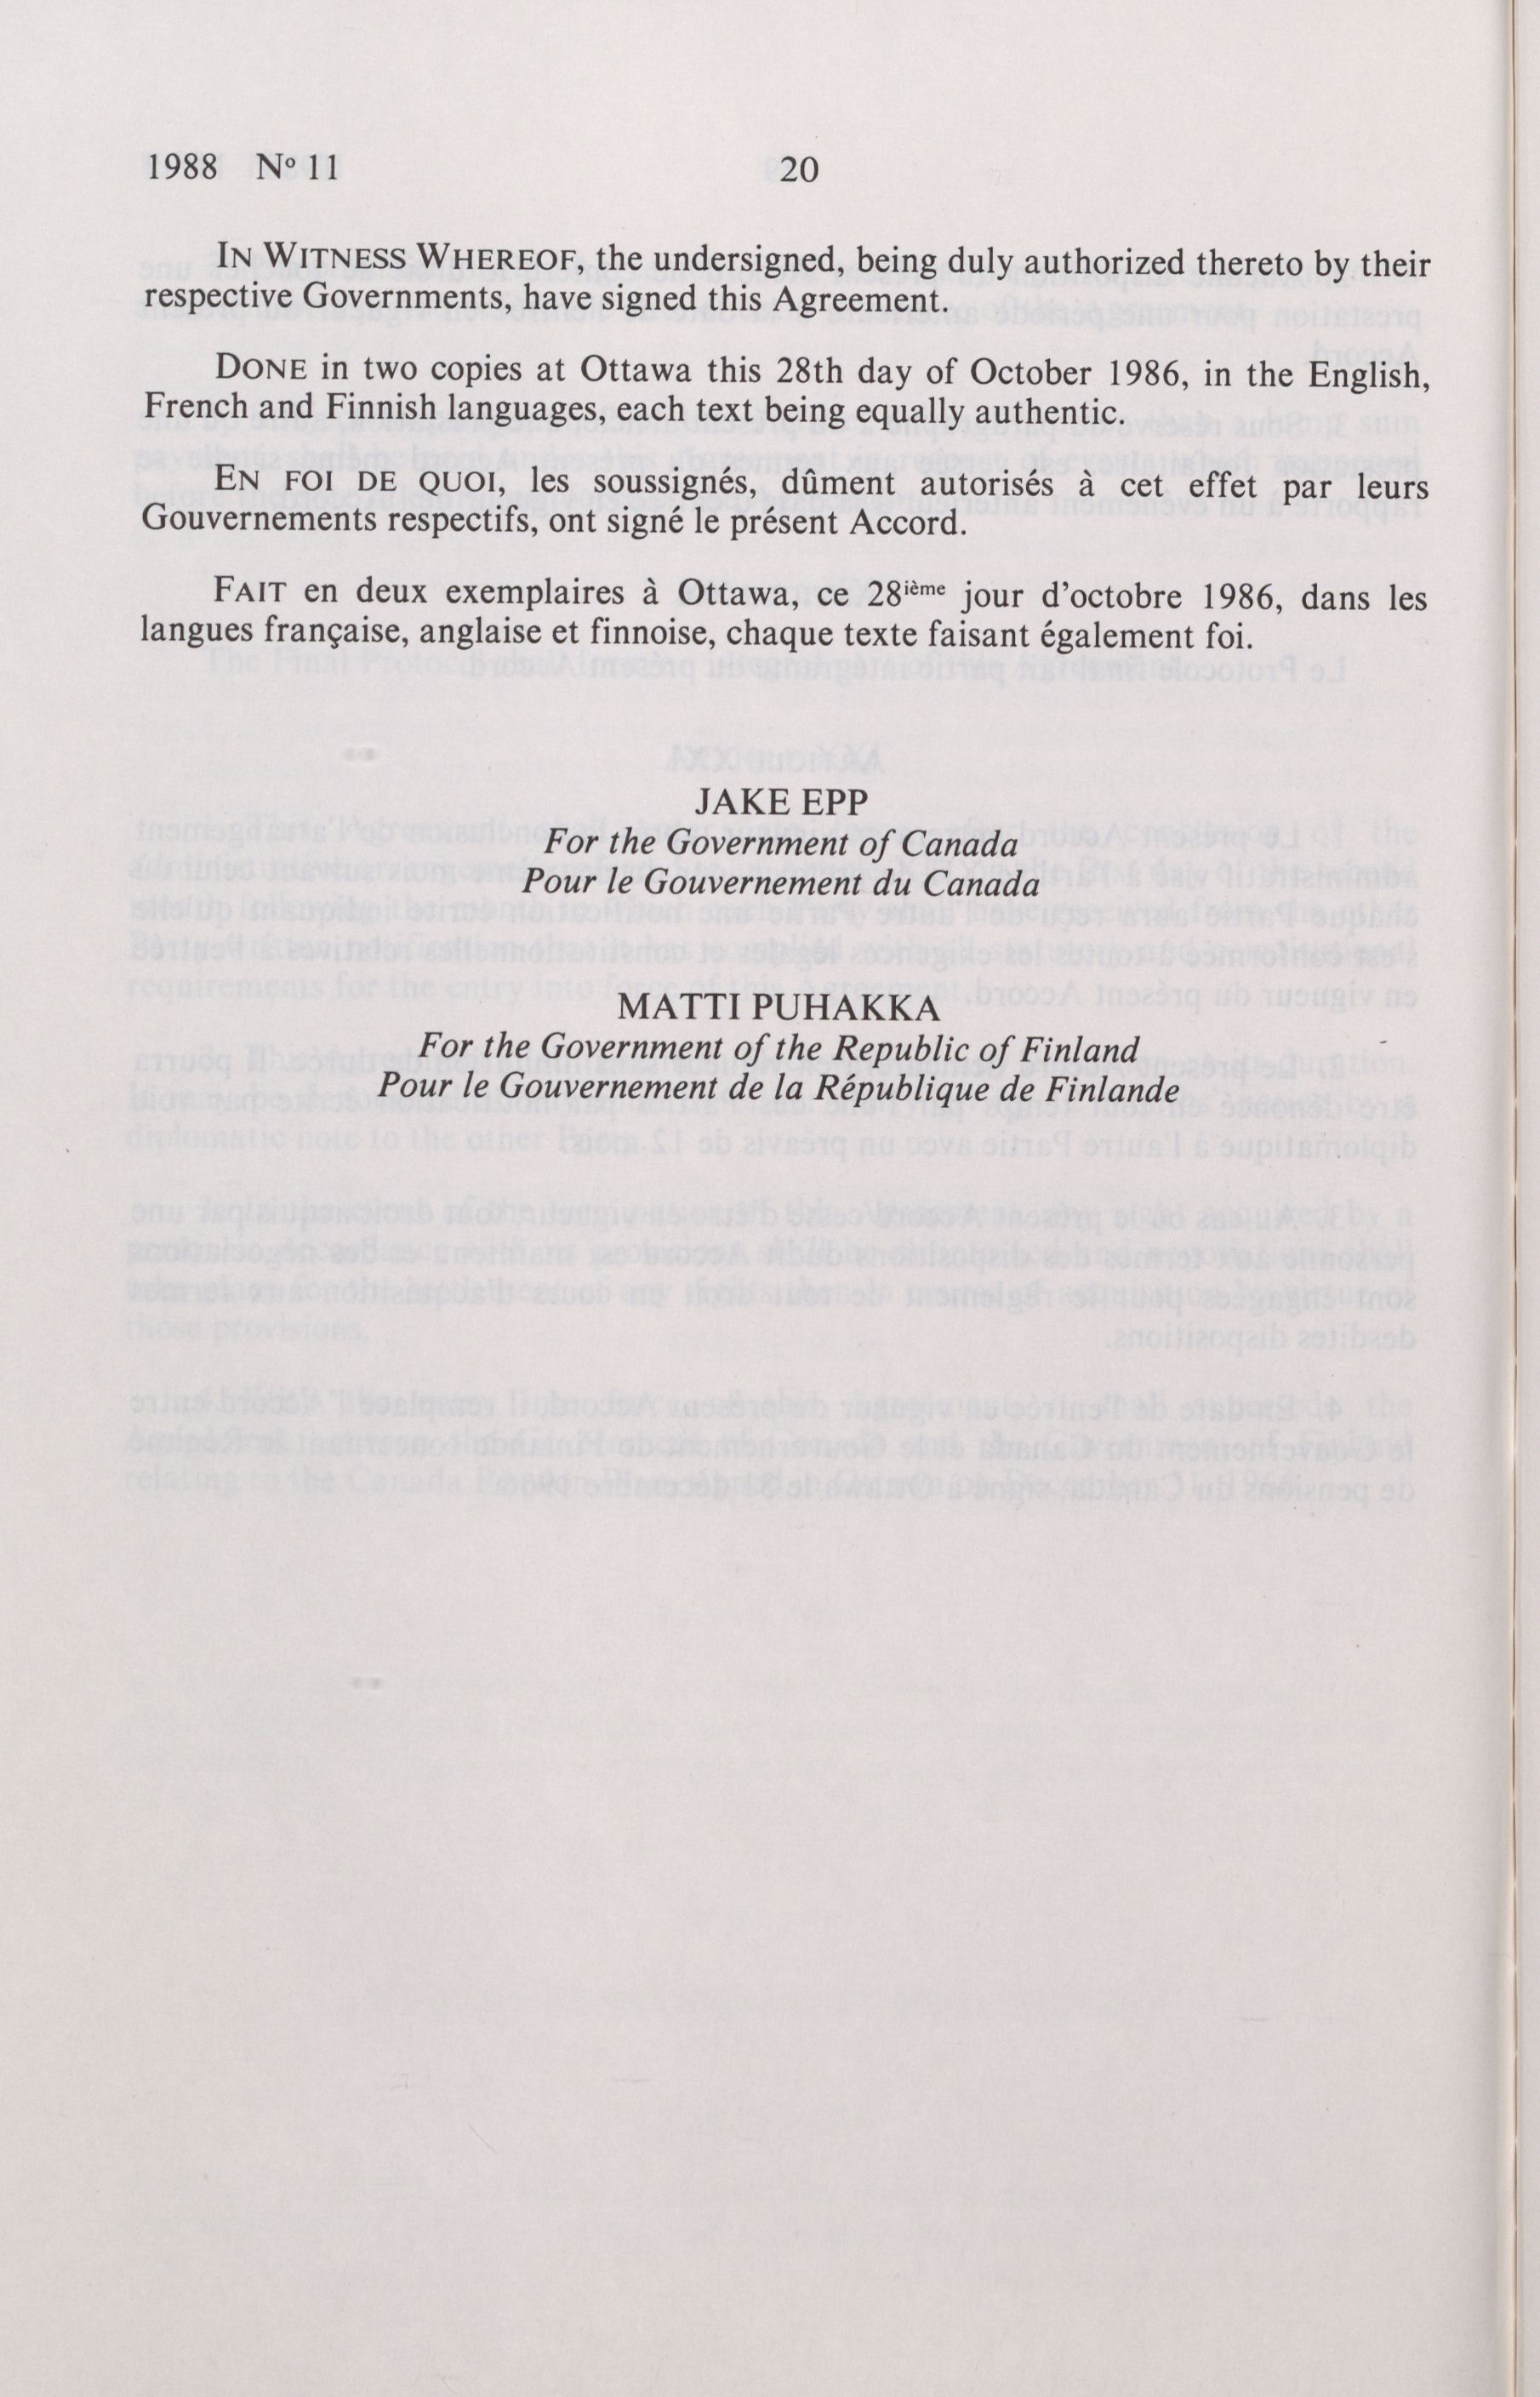 1988 Nº 11
20
IN WITNESS WHEREOF, the undersigned, being duly authorized thereto by their
respective Governments, have signed this Agreement.
DONE in two copies at Ottawa this 28th day of October 1986, in the English,
French and Finnish languages, each text being equally authentic.
EN FOI DE QUOI, les soussignés, dûment autorisés à cet effet par leurs
Gouvernements respectifs, ont signé le présent Accord.
FAIT en deux exemplaires à Ottawa, ce 28ième jour d'octobre 1986, dans les
langues française, anglaise et finnoise, chaque texte faisant également foi.
JAKE EPP
For the Government of Canada
Pour le Gouvernement du Canada
MATTI PUHAKKA
For the Government of the Republic of Finland
Pour le Gouvernement de la République de Finlande